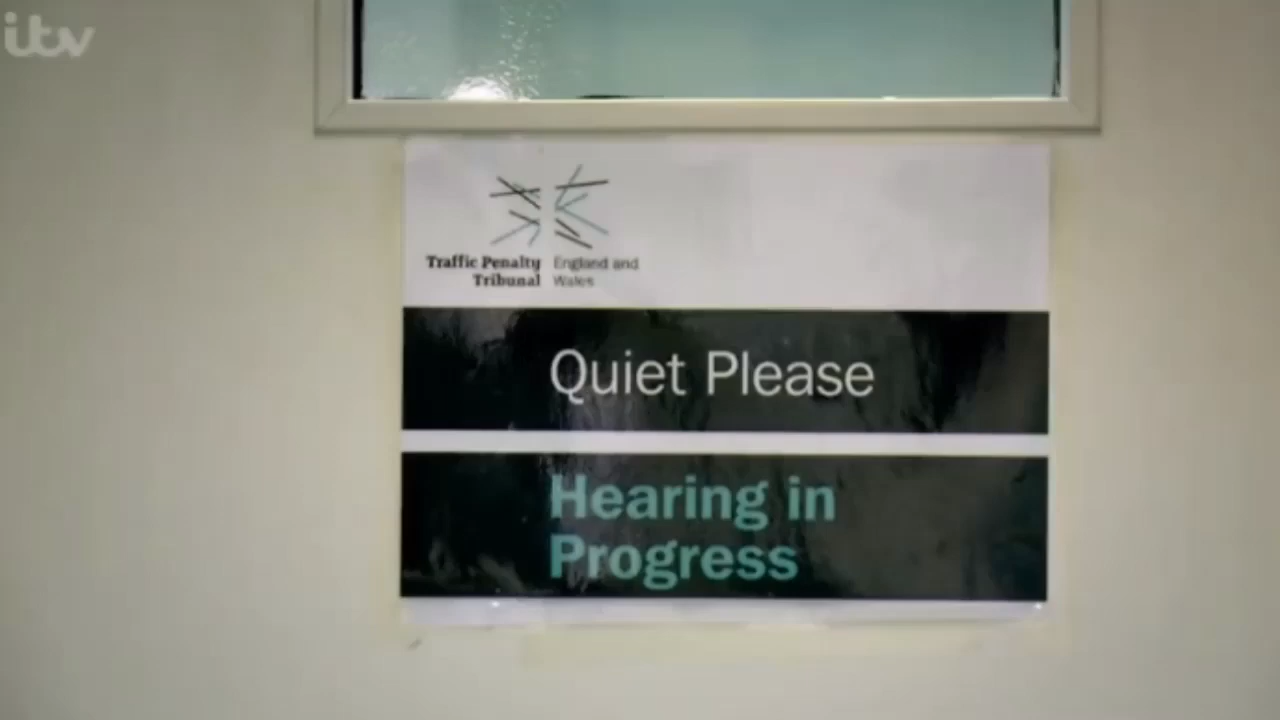 itv
Traffic Penalty
Tribunal
England and
Wales
Quiet Please
Hearing in
Progress